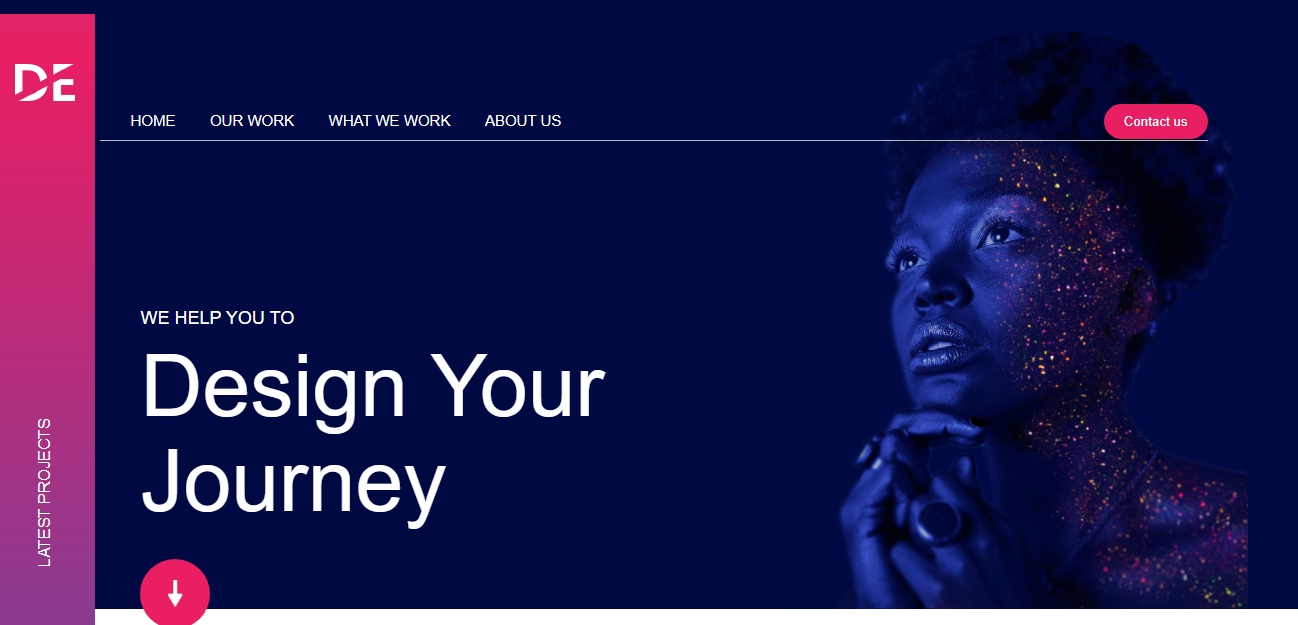 DE
HOME OUR WORK WHAT WE WORK ABOUT US
Contact us
WE HELP YOU TO
Design Your
Journey
LATEST PROJECTS